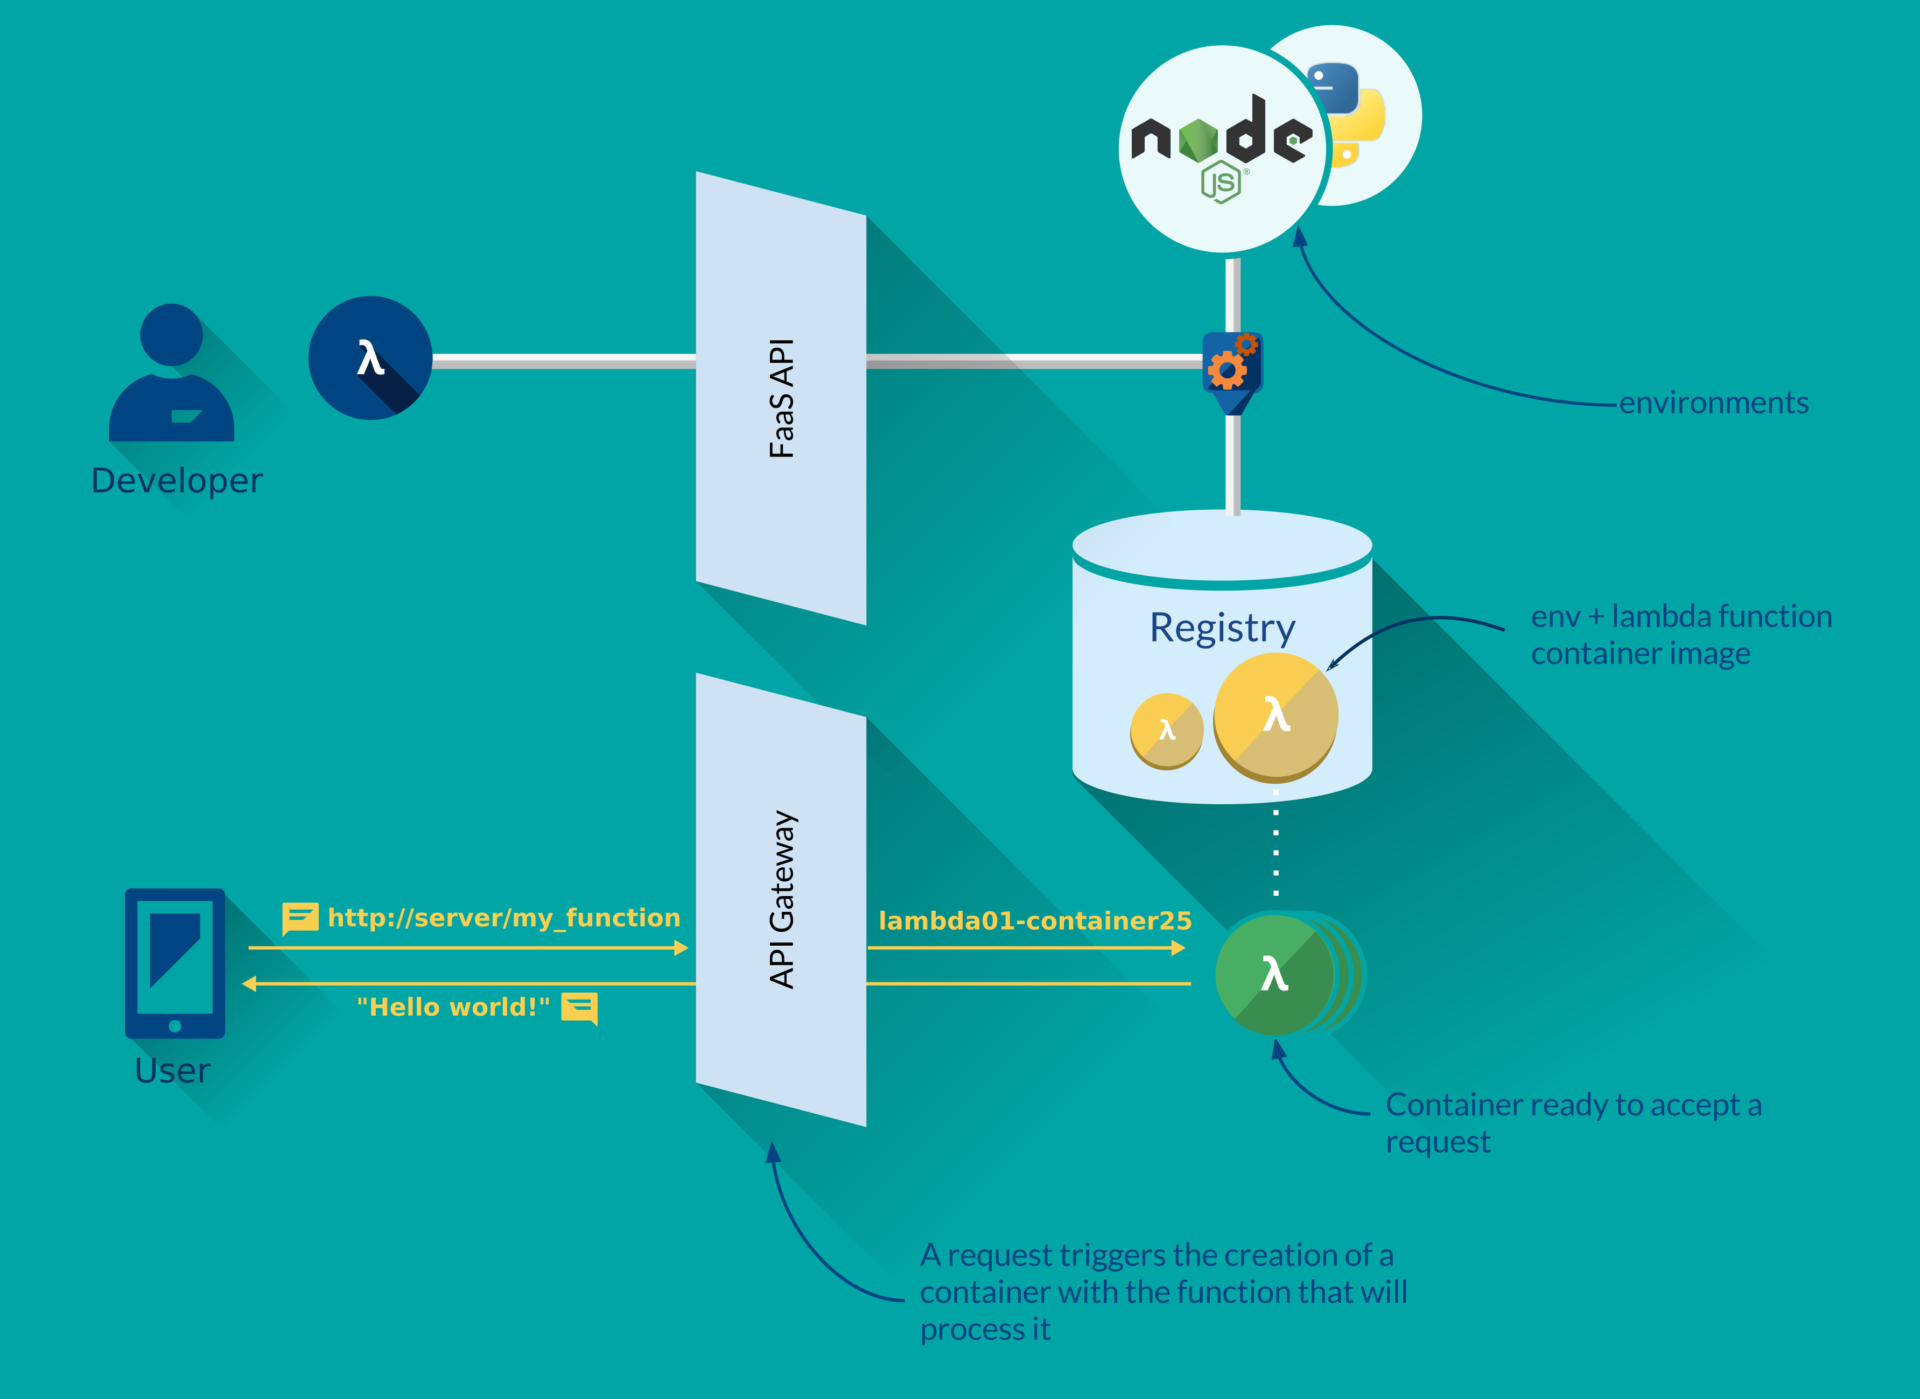 node
JS
®
FaaS API
λ
Developer
environments
Registry
env + lambda function
container image
λ
λ
API Gateway
http://server/my_function
lambda01-container25
"Hello world!"
λ
User
Container ready to accept a
request
A request triggers the creation of a
container with the function that will
process it